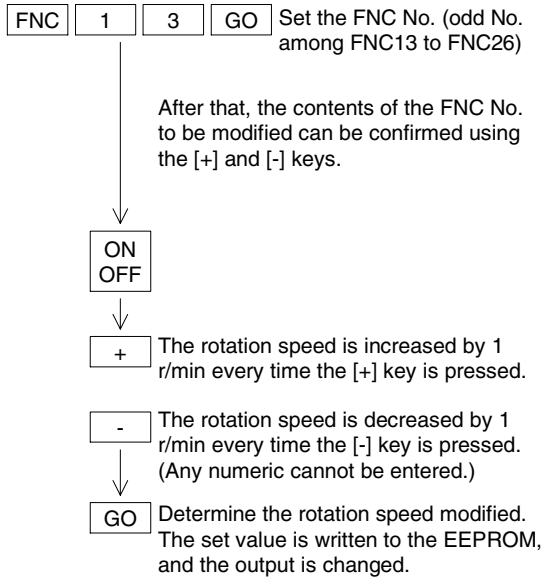 FNC 1 3 GO Set the FNC No. (odd No.
among FNC13 to FNC26)
After that, the contents of the FNC No.
to be modified can be confirmed using
the [+] and [-] keys.
ON
OFF
+ The rotation speed is increased by 1
r/min every time the [+] key is pressed.
- The rotation speed is decreased by 1
r/min every time the [-] key is pressed.
(Any numeric cannot be entered.)
GO Determine the rotation speed modified.
The set value is written to the EEPROM,
and the output is changed.